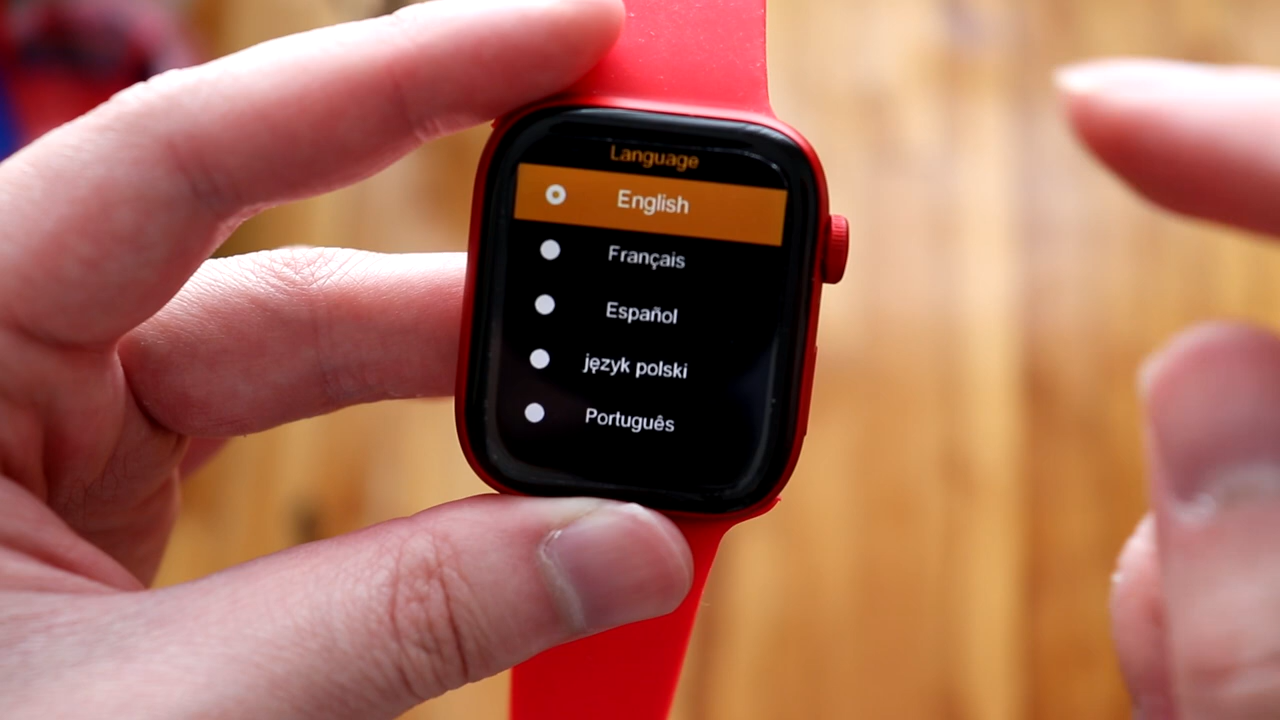 Language
English
Français
Español
język polski
Português